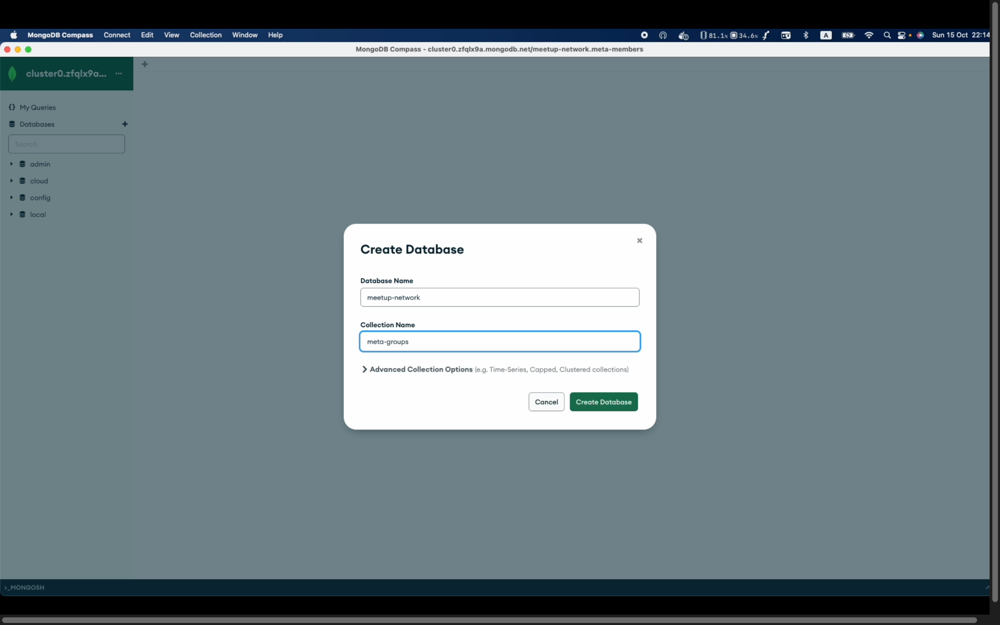 MongoDB Compass Connect Edit View Collection Window Help 81.1% 34.6% A Sun 15 Oct 22:14
MongoDB Compass - cluster0.zfqlx9a.mongodb.net/meetup-network.meta-members
cluster0.zfqlx9a... ...
{} My Queries
Databases
Search
admin
cloud
config
local
Create Database
Database Name
meetup-network
Collection Name
meta-groups
Advanced Collection Options (e.g. Time-Series, Capped, Clustered collections)
Cancel Create Database
>_MONGOSH